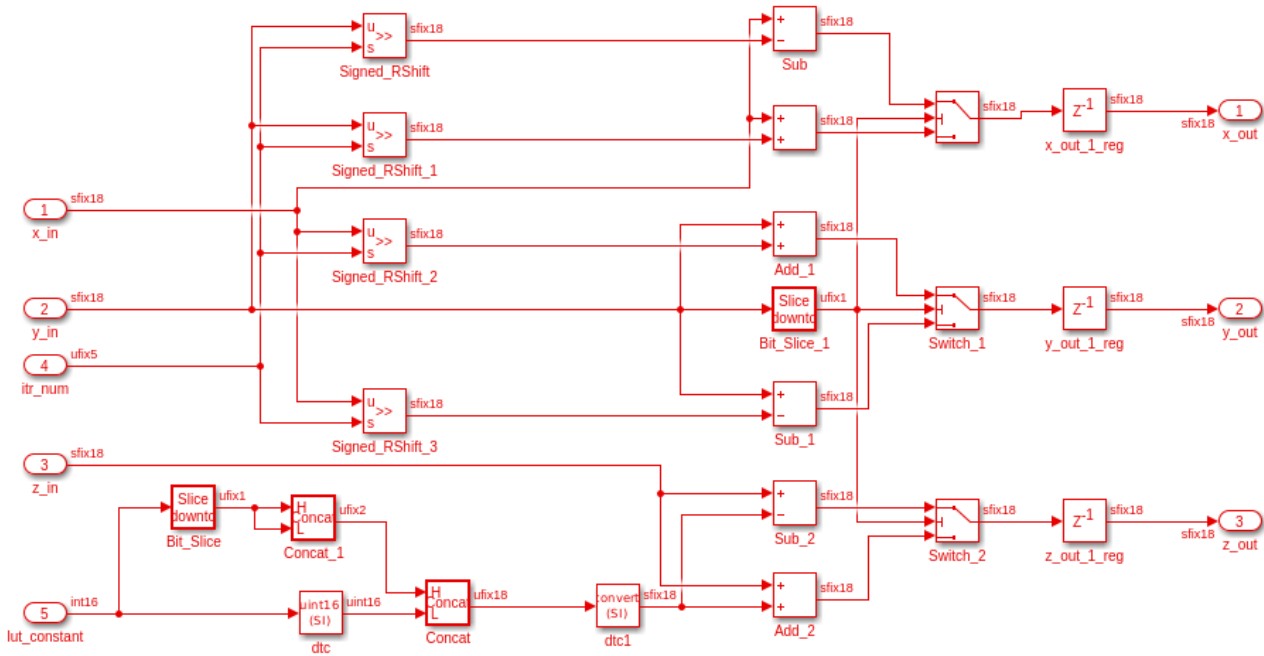 u
s
>>
sfix18
Signed_RShift
+
−
sfix18
Sub
u
s
>>
sfix18
Signed_RShift_1
+
+
sfix18
sfix18
Z-1
sfix18
x_out_1_reg
sfix18
1
x_out
sfix18
1
x_in
u
s
>>
sfix18
Signed_RShift_2
+
+
sfix18
Add_1
sfix18
2
y_in
Slice
downto
ufix1
Bit_Slice_1
sfix18
Switch_1
Z-1
sfix18
y_out_1_reg
sfix18
2
y_out
ufix5
4
itr_num
u
s
>>
sfix18
Signed_RShift_3
+
−
sfix18
Sub_1
sfix18
3
z_in
Slice
downto
ufix1
Bit_Slice
H
L
Concat
ufix2
Concat_1
+
−
sfix18
Sub_2
sfix18
Switch_2
Z-1
sfix18
z_out_1_reg
sfix18
3
z_out
int16
5
lut_constant
uint16
(SI)
uint16
dtc
H
L
Concat
ufix18
Concat
convert
(SI)
sfix18
dtc1
+
+
sfix18
Add_2